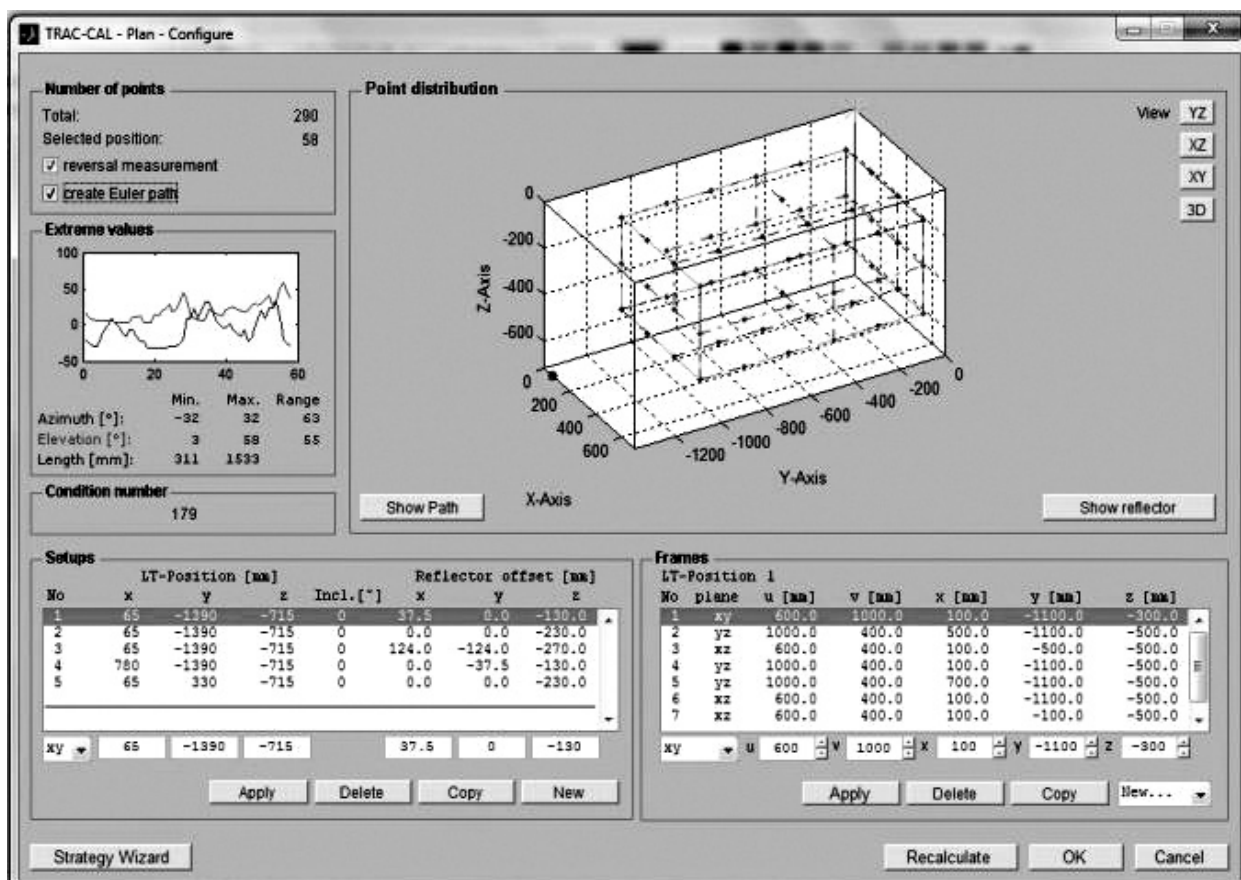 TRAC-CAL - Plan - Configure
Number of points
Total: 290
Selected position: 58
reversal measurement
create Euler path
Extreme values
100
50
0
-50
0 20 40 60
Min. Max. Range
Azimuth [°]: -32 32 63
Elevation [°]: 3 58 55
Length [mm]: 311 1533
Condition number
179
Point distribution
View YZ
XZ
XY
3D
0
-200
-400
-600
Z-Axis
0
200
400
600
X-Axis
-1200
-1000
-800
-600
-400
-200
0
Y-Axis
Show Path
Show reflector
Setups
LT-Position [mm] Reflector offset [mm]
No x y z Incl.[°] x y z
1 65 -1390 -715 0 37.5 0.0 -130.0
2 65 -1390 -715 0 0.0 0.0 -230.0
3 65 -1390 -715 0 124.0 -124.0 -270.0
4 780 -1390 -715 0 0.0 -37.5 -130.0
5 65 330 -715 0 0.0 0.0 -230.0
xy 65 -1390 -715 37.5 0 -130
Apply Delete Copy New
Frames
LT-Position 1
No plane u [mm] v [mm] x [mm] y [mm] z [mm]
1 xy 600.0 1000.0 100.0 -1100.0 -300.0
2 yz 1000.0 400.0 500.0 -1100.0 -500.0
3 xz 600.0 400.0 100.0 -500.0 -500.0
4 yz 1000.0 400.0 100.0 -1100.0 -500.0
5 yz 1000.0 400.0 700.0 -1100.0 -500.0
6 xz 600.0 400.0 100.0 -1100.0 -500.0
7 xz 600.0 400.0 100.0 -100.0 -500.0
xy u 600 v 1000 x 100 y -1100 z -300
Apply Delete Copy New...
Strategy Wizard Recalculate OK Cancel